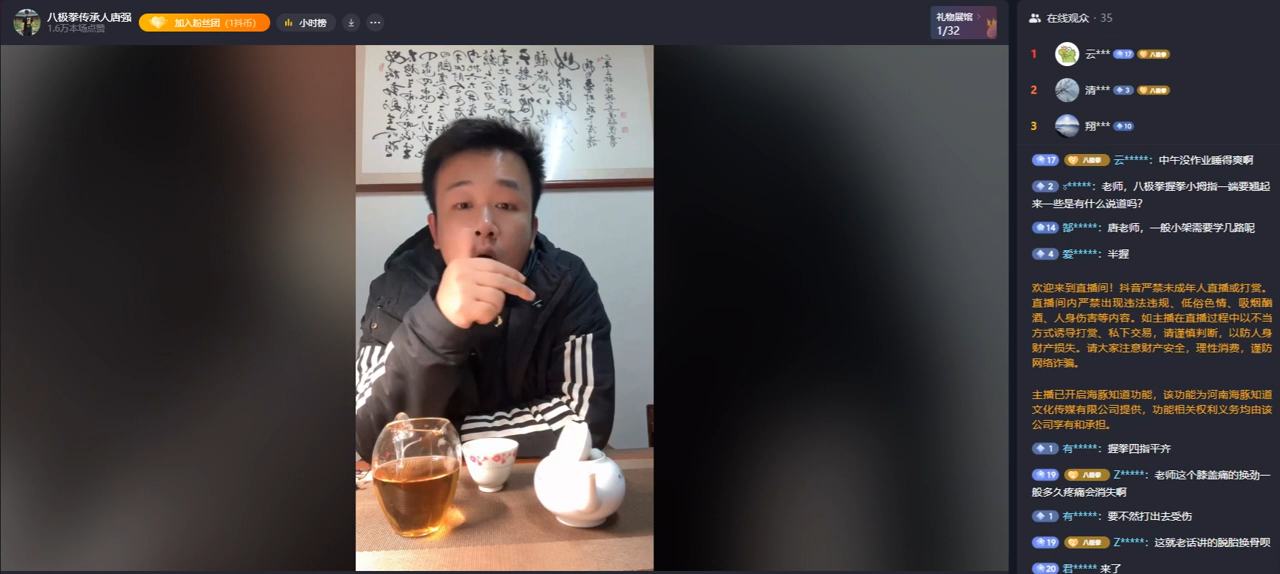 八极拳传承人唐强
1.6万本场点赞
加入粉丝团（1抖币）
小时榜
礼物展馆
1/32
在线观众 · 35
1 云*** 17 八极拳
2 清*** 3 八极拳
3 翔*** 10
17 八极拳 云*****：中午没作业睡得爽啊
2 *****：老师，八极拳握拳小拇指一端要翘起
来一些是有什么说道吗?
14 郜*****：唐老师，一般小架需要学几路呢
4 爱*****：半握
欢迎来到直播间！抖音严禁未成年人直播或打赏。
直播间内严禁出现违法违规、低俗色情、吸烟酗
酒、人身伤害等内容。如主播在直播过程中以不当
方式诱导打赏、私下交易，请谨慎判断，以防人身
财产损失。请大家注意财产安全，理性消费，谨防
网络诈骗。
主播已开启海豚知道功能，该功能为河南海豚知道
文化传媒有限公司提供，功能相关权利义务均由该
公司享有和承担。
1 有*****：握拳四指平齐
19 八极拳 Z*****：老师这个膝盖痛的换劲一
般多久疼痛会消失啊
1 有*****：要不然打出去受伤
19 八极拳 Z*****：这就老话讲的脱胎换骨呗
20 君***** 来了